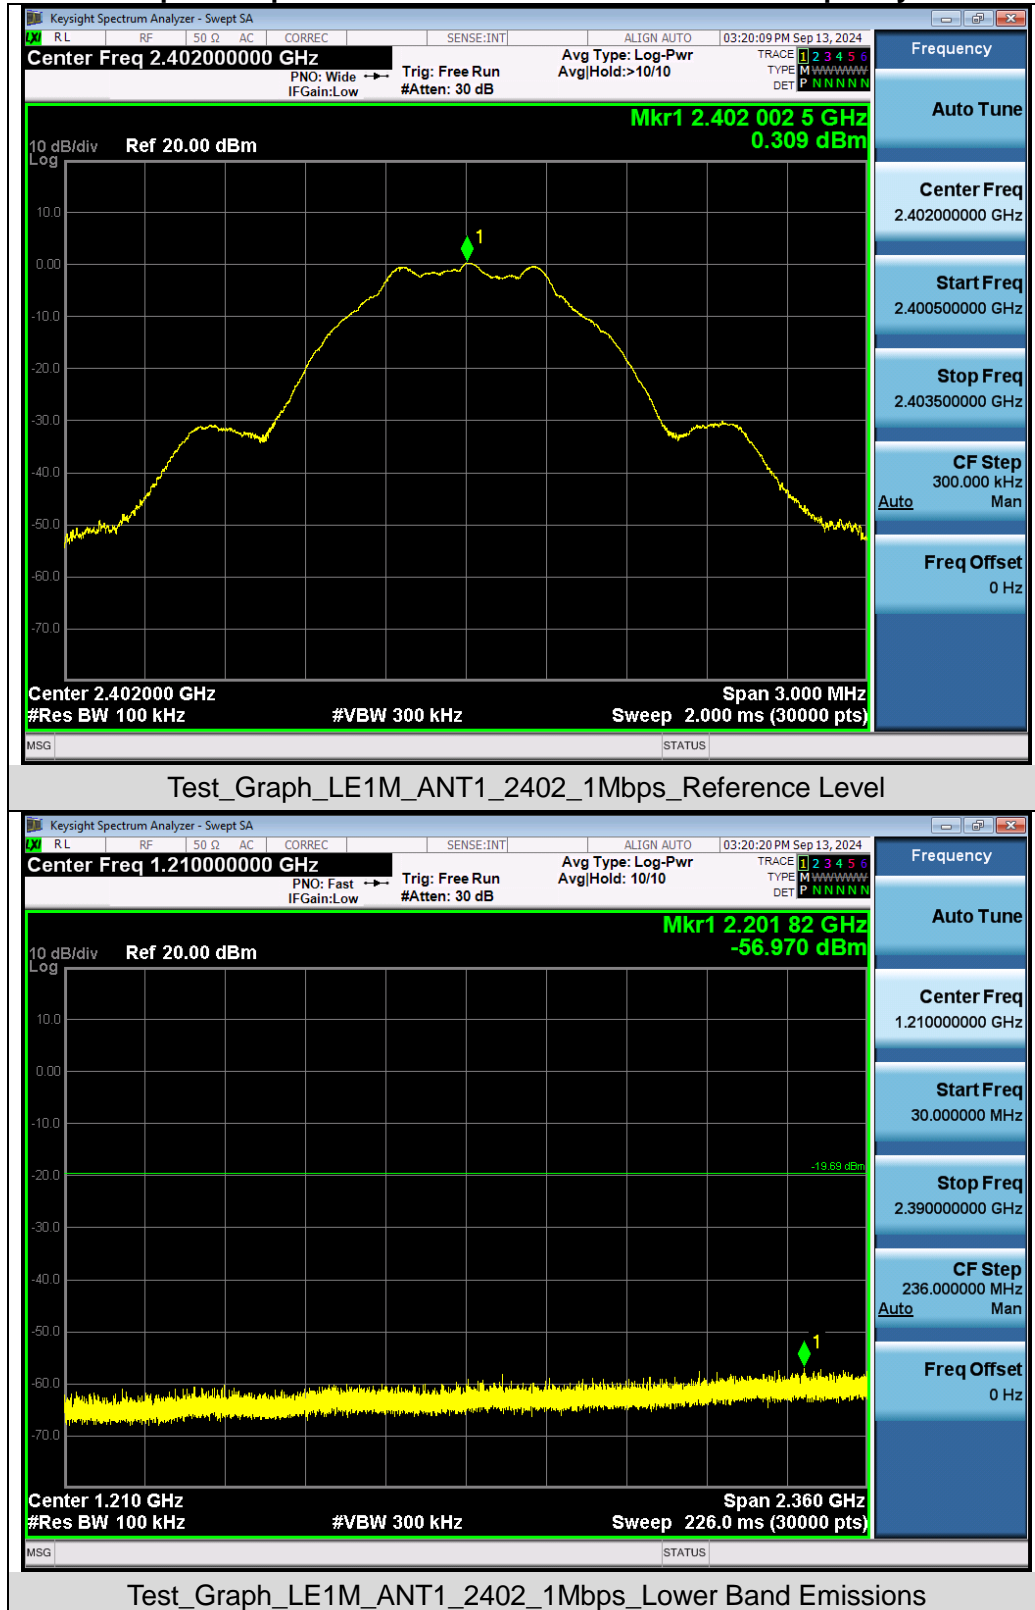 Keysight Spectrum Analyzer - Swept SA
LXI RL RF 50 Ω AC CORREC SENSE:INT ALIGN AUTO 03:20:09 PM Sep 13, 2024
Center Freq 2.402000000 GHz
PNO: Wide
IFGain:Low
Trig: Free Run
#Atten: 30 dB
Avg Type: Log-Pwr
Avg|Hold:>10/10
TRACE 1 2 3 4 5 6
TYPE M WWWWW
DET P N N N N N
Frequency
Mkr1 2.402 002 5 GHz
0.309 dBm
10 dB/div Ref 20.00 dBm
Log
10.0
0.00
-10.0
-20.0
-30.0
-40.0
-50.0
-60.0
-70.0
1
Center 2.402000 GHz
Span 3.000 MHz
#Res BW 100 kHz
#VBW 300 kHz
Sweep 2.000 ms (30000 pts)
Auto Tune
Center Freq
2.402000000 GHz
Start Freq
2.400500000 GHz
Stop Freq
2.403500000 GHz
CF Step
300.000 kHz
Auto Man
Freq Offset
0 Hz
MSG STATUS
Test_Graph_LE1M_ANT1_2402_1Mbps_Reference Level
Keysight Spectrum Analyzer - Swept SA
LXI RL RF 50 Ω AC CORREC SENSE:INT ALIGN AUTO 03:20:20 PM Sep 13, 2024
Center Freq 1.210000000 GHz
PNO: Fast
IFGain:Low
Trig: Free Run
#Atten: 30 dB
Avg Type: Log-Pwr
Avg|Hold: 10/10
TRACE 1 2 3 4 5 6
TYPE M WWWWW
DET P N N N N N
Frequency
Mkr1 2.201 82 GHz
-56.970 dBm
10 dB/div Ref 20.00 dBm
Log
10.0
0.00
-10.0
-20.0
-30.0
-40.0
-50.0
-60.0
-70.0
-19.69 dBm
1
Center 1.210 GHz
Span 2.360 GHz
#Res BW 100 kHz
#VBW 300 kHz
Sweep 226.0 ms (30000 pts)
Auto Tune
Center Freq
1.210000000 GHz
Start Freq
30.000000 MHz
Stop Freq
2.390000000 GHz
CF Step
236.000000 MHz
Auto Man
Freq Offset
0 Hz
MSG STATUS
Test_Graph_LE1M_ANT1_2402_1Mbps_Lower Band Emissions